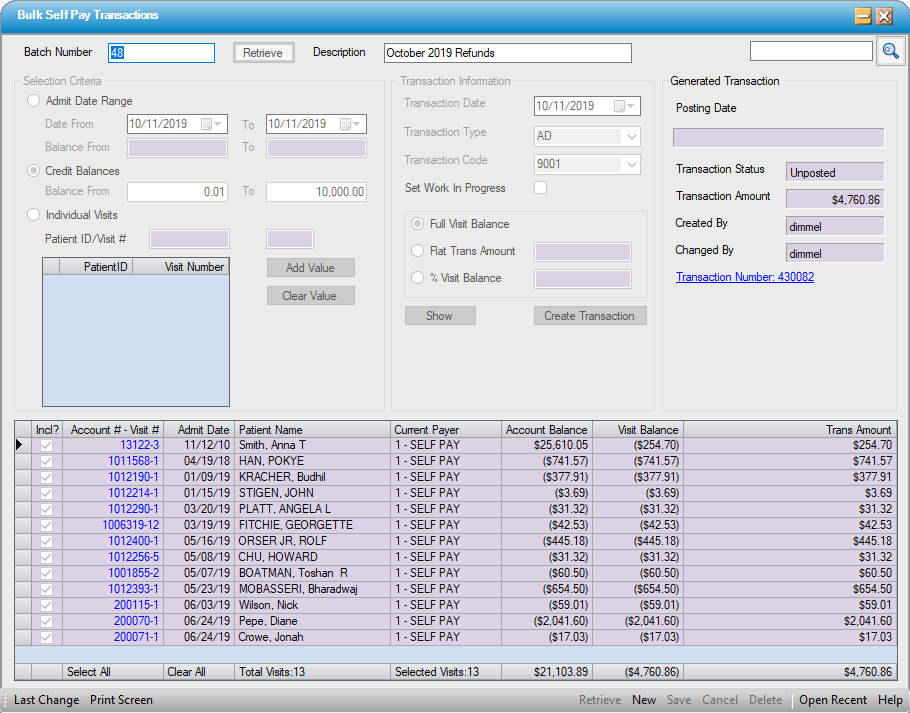 Bulk Self Pay Transactions
Batch Number 48 Retrieve Description October 2019 Refunds
Selection Criteria
Admit Date Range
Date From 10/11/2019 To 10/11/2019
Balance From To
Credit Balances
Balance From 0.01 To 10,000.00
Individual Visits
Patient ID/Visit #
PatientID Visit Number
Add Value
Clear Value
Transaction Information
Transaction Date 10/11/2019
Transaction Type AD
Transaction Code 9001
Set Work In Progress
Full Visit Balance
Flat Trans Amount
% Visit Balance
Show Create Transaction
Generated Transaction
Posting Date
Transaction Status Unposted
Transaction Amount $4,760.86
Created By dimmel
Changed By dimmel
Transaction Number: 430082
Incl? Account # - Visit # Admit Date Patient Name Current Payer Account Balance Visit Balance Trans Amount
13122-3 11/12/10 Smith, Anna T 1 - SELF PAY $25,610.05 ($254.70) $254.70
1011568-1 04/19/18 HAN, POKYE 1 - SELF PAY ($741.57) ($741.57) $741.57
1012190-1 01/09/19 KRACHER, Budhil 1 - SELF PAY ($377.91) ($377.91) $377.91
1012214-1 01/15/19 STIGEN, JOHN 1 - SELF PAY ($3.69) ($3.69) $3.69
1012290-1 03/20/19 PLATT, ANGELA L 1 - SELF PAY ($31.32) ($31.32) $31.32
1006319-12 03/19/19 FITCHIE, GEORGETTE 1 - SELF PAY ($42.53) ($42.53) $42.53
1012400-1 05/16/19 ORSER JR, ROLF 1 - SELF PAY ($445.18) ($445.18) $445.18
1012256-5 05/08/19 CHU, HOWARD 1 - SELF PAY ($31.32) ($31.32) $31.32
1001855-2 05/07/19 BOATMAN, Toshan R 1 - SELF PAY ($60.50) ($60.50) $60.50
1012393-1 05/23/19 MOBASSERI, Bharadwaj 1 - SELF PAY ($654.50) ($654.50) $654.50
200115-1 06/03/19 Wilson, Nick 1 - SELF PAY ($59.01) ($59.01) $59.01
200070-1 06/24/19 Pepe, Diane 1 - SELF PAY ($2,041.60) ($2,041.60) $2,041.60
200071-1 06/24/19 Crowe, Jonah 1 - SELF PAY ($17.03) ($17.03) $17.03
Select All Clear All Total Visits:13 Selected Visits:13 $21,103.89 ($4,760.86) $4,760.86
Last Change Print Screen Retrieve New Save Cancel Delete Open Recent Help